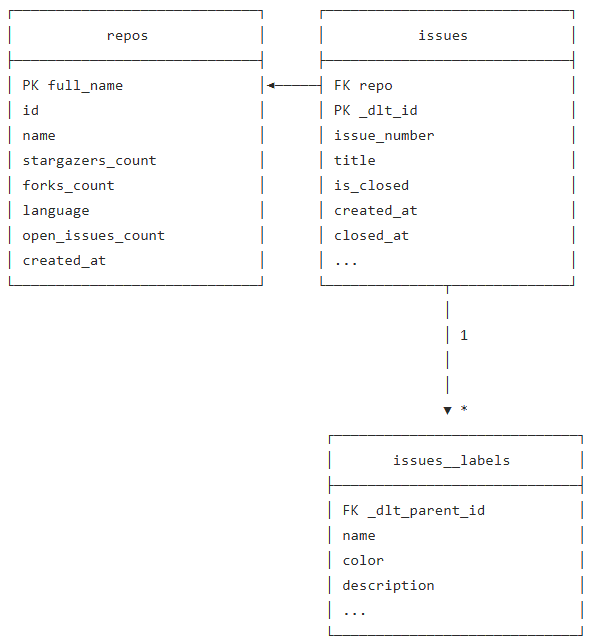 repos
PK full_name
id
name
stargazers_count
forks_count
language
open_issues_count
created_at
issues
FK repo
PK _dlt_id
issue_number
title
is_closed
created_at
closed_at
...
1
*
issues__labels
FK _dlt_parent_id
name
color
description
...